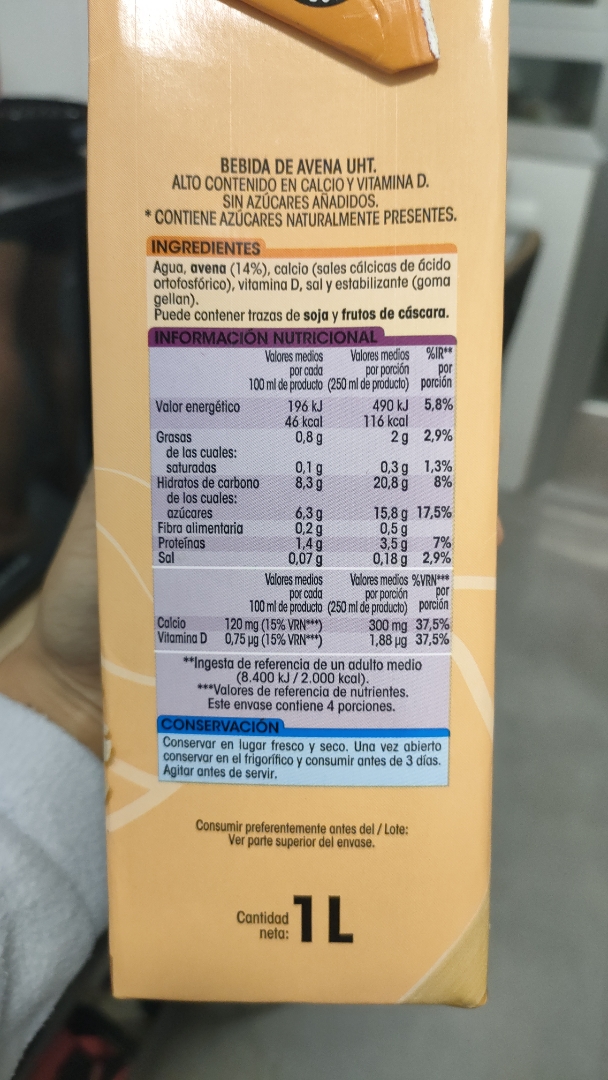 BEBIDA DE AVENA UHT.
ALTO CONTENIDO EN CALCIO Y VITAMINA D.
SIN AZÚCARES AÑADIDOS.
* CONTIENE AZÚCARES NATURALMENTE PRESENTES.
INGREDIENTES
Agua, avena (14%), calcio (sales cálcicas de ácido
ortofosfórico), vitamina D, sal y estabilizante (goma
gellan).
Puede contener trazas de soja y frutos de cáscara.
INFORMACIÓN NUTRICIONAL
Valores medios Valores medios %IR**
por cada por porción por
100 ml de producto (250 ml de producto) porción
Valor energético 196 kJ 490 kJ 5,8%
46 kcal 116 kcal
Grasas 0,8 g 2 g 2,9%
de las cuales:
saturadas 0,1 g 0,3 g 1,3%
Hidratos de carbono 8,3 g 20,8 g 8%
de los cuales:
azúcares 6,3 g 15,8 g 17,5%
Fibra alimentaria 0,2 g 0,5 g
Proteínas 1,4 g 3,5 g 7%
Sal 0,07 g 0,18 g 2,9%
Valores medios Valores medios %VRN***
por cada por porción por
100 ml de producto (250 ml de producto) porción
Calcio 120 mg (15% VRN***) 300 mg 37,5%
Vitamina D 0,75 µg (15% VRN***) 1,88 µg 37,5%
**Ingesta de referencia de un adulto medio
(8.400 kJ / 2.000 kcal).
***Valores de referencia de nutrientes.
Este envase contiene 4 porciones.
CONSERVACIÓN
Conservar en lugar fresco y seco. Una vez abierto
conservar en el frigorífico y consumir antes de 3 días.
Agitar antes de servir.
Consumir preferentemente antes del / Lote:
Ver parte superior del envase.
Cantidad
neta: 1 L